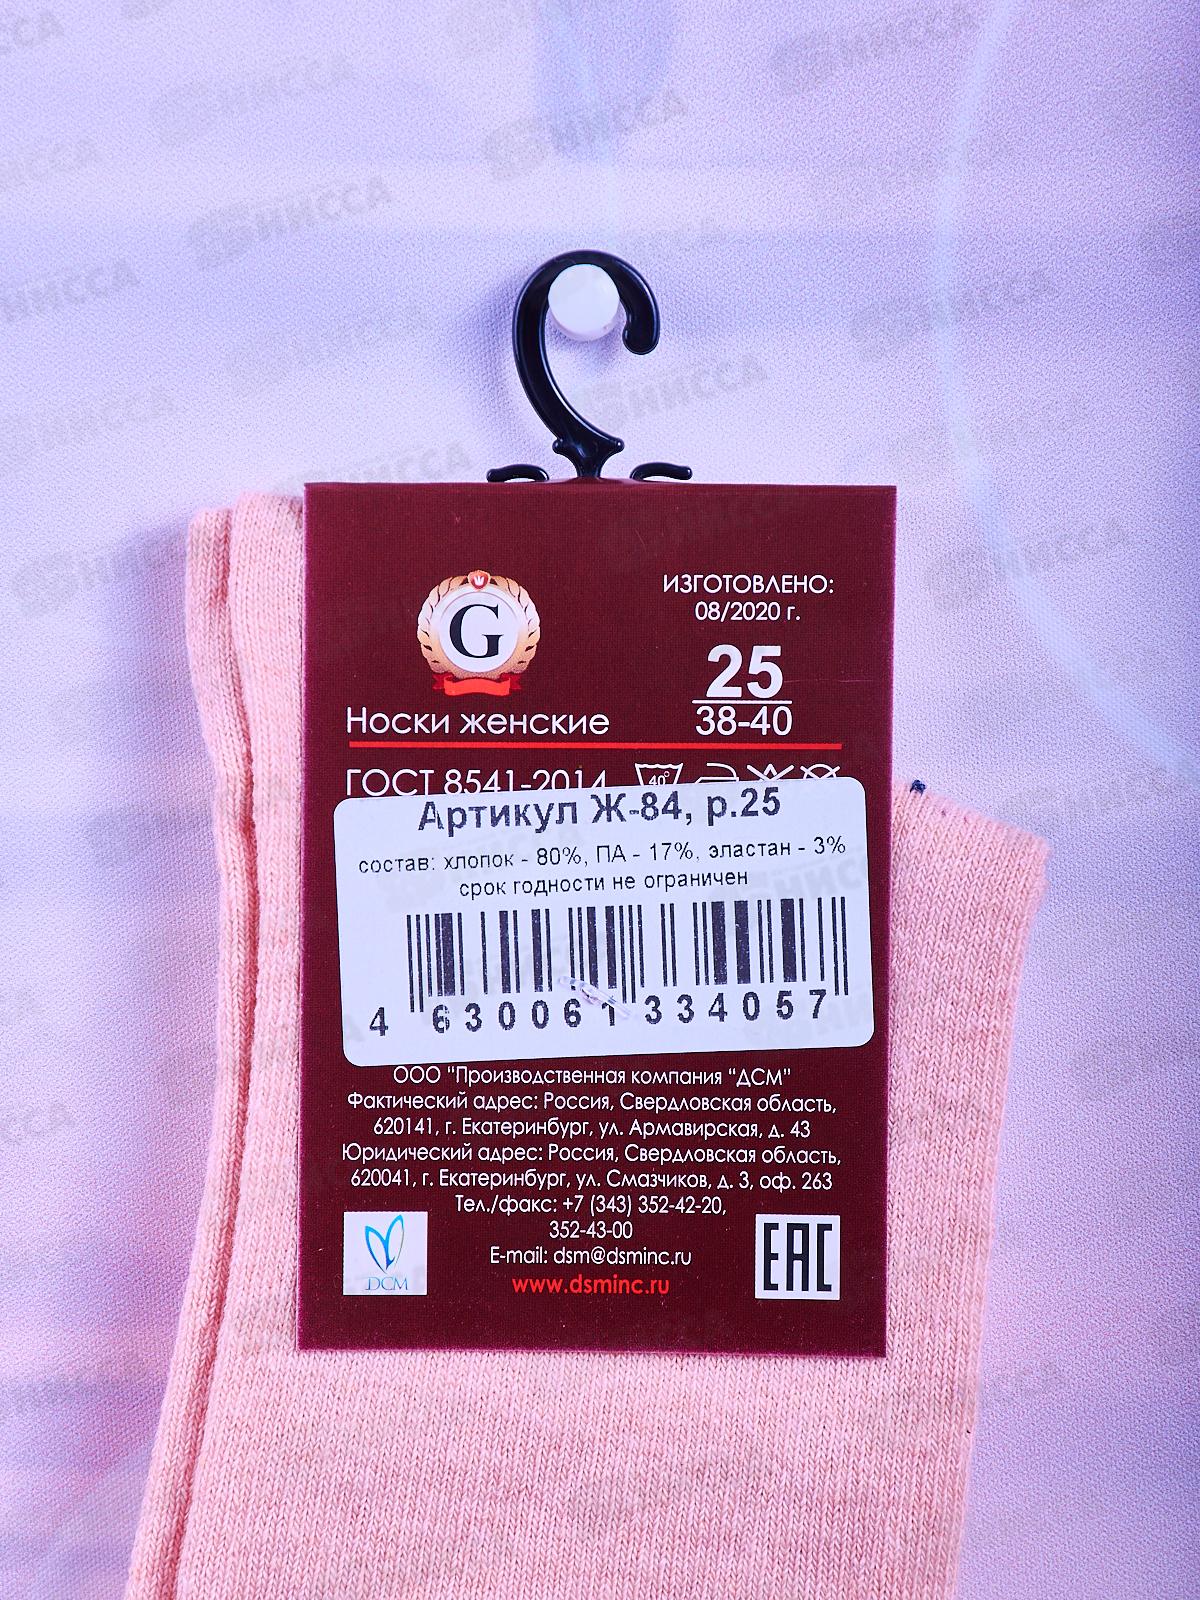 G
ИЗГОТОВЛЕНО:
08/2020 г.
25
38-40
Носки женские
ГОСТ 8541-2014
40°
Артикул Ж-84, р.25
состав: хлопок - 80%, ПА - 17%, эластан - 3%
срок годности не ограничен
4 630061 334057
ООО "Производственная компания "ДСМ"
Фактический адрес: Россия, Свердловская область,
620141, г. Екатеринбург, ул. Армавирская, д. 43
Юридический адрес: Россия, Свердловская область,
620041, г. Екатеринбург, ул. Смазчиков, д. 3, оф. 263
Тел./факс: +7 (343) 352-42-20,
352-43-00
E-mail: dsm@dsminc.ru
www.dsminc.ru
ДСМ
EAC